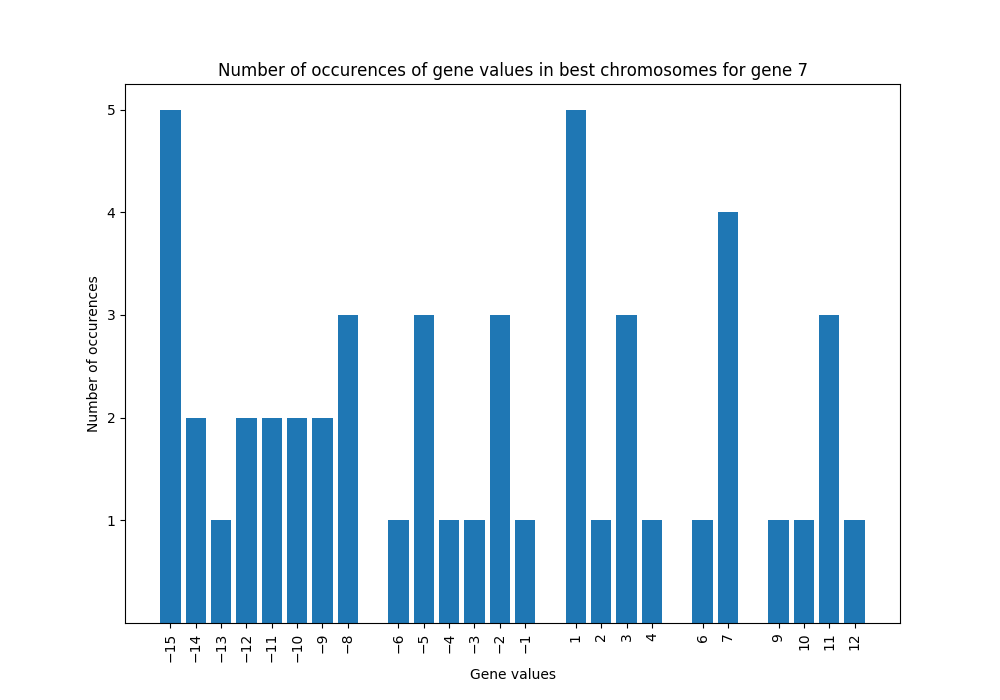 Number of occurences of gene values in best chromosomes for gene 7
Number of occurences
5
4
3
2
1
−15 −14 −13 −12 −11 −10 −9 −8 −6 −5 −4 −3 −2 −1 1 2 3 4 6 7 9 10 11 12
Gene values